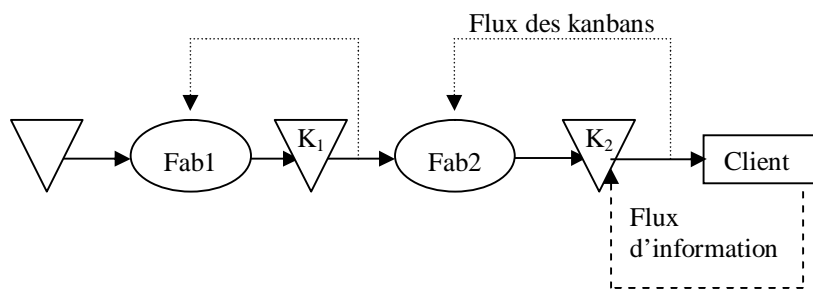 Flux des kanbans
Fab1
K₁
Fab2
K₂
Client
Flux
d’information